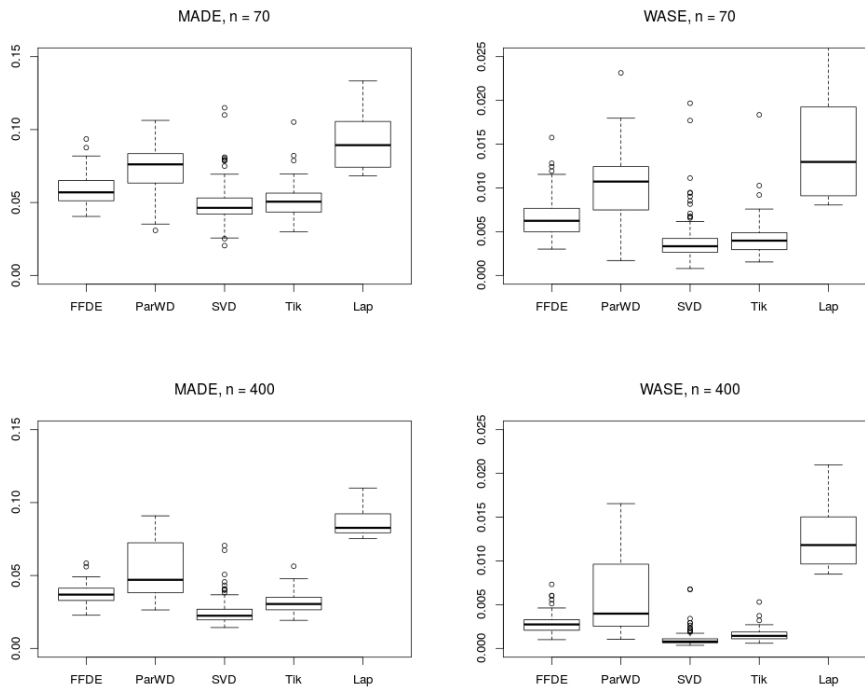 MADE, n = 70
0.15
0.10
0.05
0.00
FFDE ParWD SVD Tik Lap
WASE, n = 70
0.025
0.020
0.015
0.010
0.005
0.000
FFDE ParWD SVD Tik Lap
MADE, n = 400
0.15
0.10
0.05
0.00
FFDE ParWD SVD Tik Lap
WASE, n = 400
0.025
0.020
0.015
0.010
0.005
0.000
FFDE ParWD SVD Tik Lap